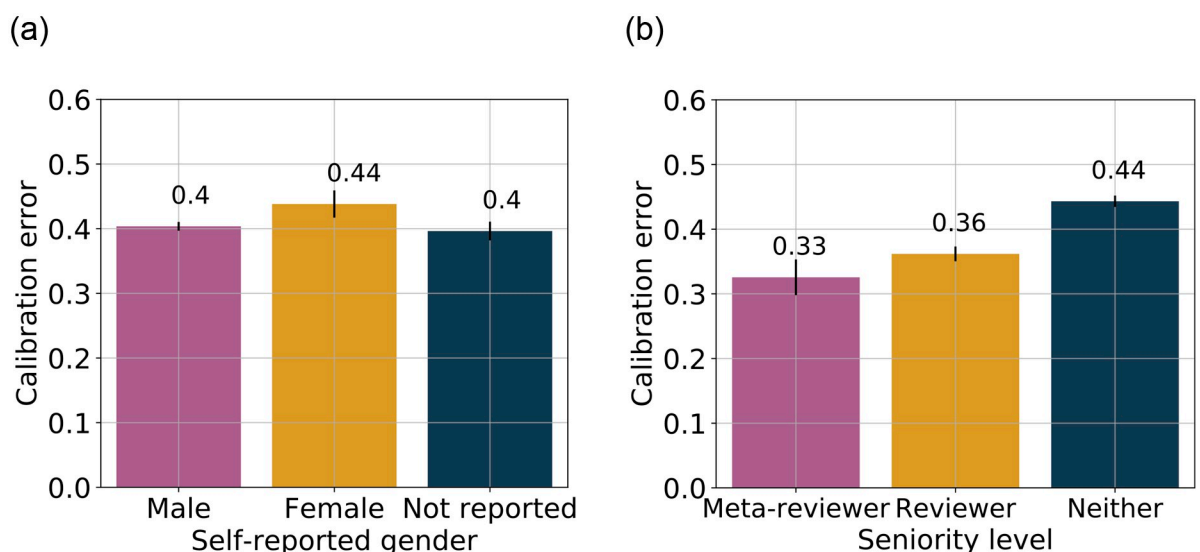 (a)
0.6
0.5
0.4
0.3
0.2
0.1
0.0
Calibration error
0.4
0.44
0.4
Male Female Not reported
Self-reported gender
(b)
0.6
0.5
0.4
0.3
0.2
0.1
0.0
Calibration error
0.33
0.36
0.44
Meta-reviewer Reviewer Neither
Seniority level